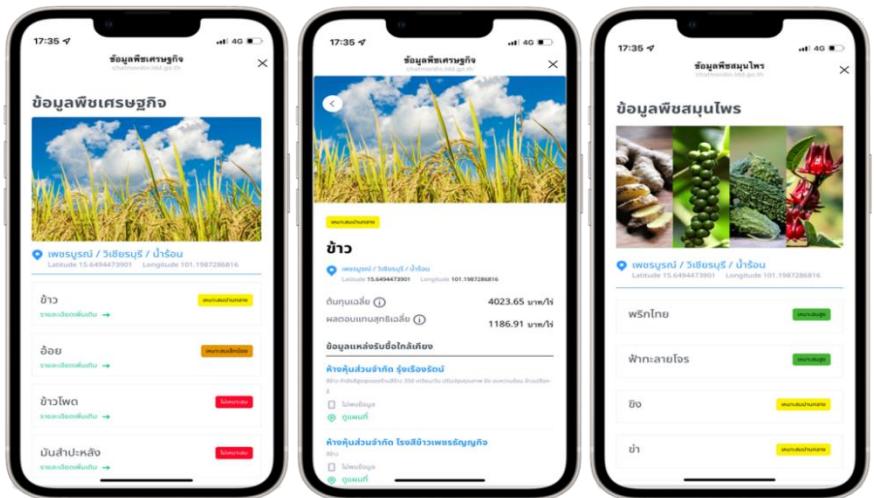 17:35
4G
ข้อมูลพืชเศรษฐกิจ
ข้อมูลพืชเศรษฐกิจ
เพชรบูรณ์ / วิเชียรบุรี / น้ำร้อน
Latitude 15.6494473901 Longitude 101.1987286816
ข้าว
เหมาะสมปานกลาง
รายละเอียดเพิ่มเติม →
อ้อย
เหมาะสมเล็กน้อย
รายละเอียดเพิ่มเติม →
ข้าวโพด
ไม่เหมาะสม
รายละเอียดเพิ่มเติม →
มันสำปะหลัง
ไม่เหมาะสม
รายละเอียดเพิ่มเติม →
17:35
4G
ข้อมูลพืชเศรษฐกิจ
เหมาะสมปานกลาง
ข้าว
เพชรบูรณ์ / วิเชียรบุรี / น้ำร้อน
Latitude 15.6494473901 Longitude 101.1987286816
ต้นทุนเฉลี่ย 4023.65 บาท/ไร่
ผลตอบแทนสุทธิเฉลี่ย 1186.91 บาท/ไร่
ข้อมูลแหล่งรับซื้อใกล้เคียง
ห้างหุ้นส่วนจำกัด รุ่งเรืองรัตน์
ไม่พบข้อมูล
ดูแผนที่
ห้างหุ้นส่วนจำกัด โรงสีข้าวเพชรธัญญกิจ
สีข้าว
ไม่พบข้อมูล
ดูแผนที่
17:35
4G
ข้อมูลพืชสมุนไพร
ข้อมูลพืชสมุนไพร
เพชรบูรณ์ / วิเชียรบุรี / น้ำร้อน
Latitude 15.6494473901 Longitude 101.1987286816
พริกไทย
เหมาะสมสูง
ฟ้าทะลายโจร
เหมาะสมสูง
ขิง
เหมาะสมปานกลาง
ข่า
เหมาะสมปานกลาง